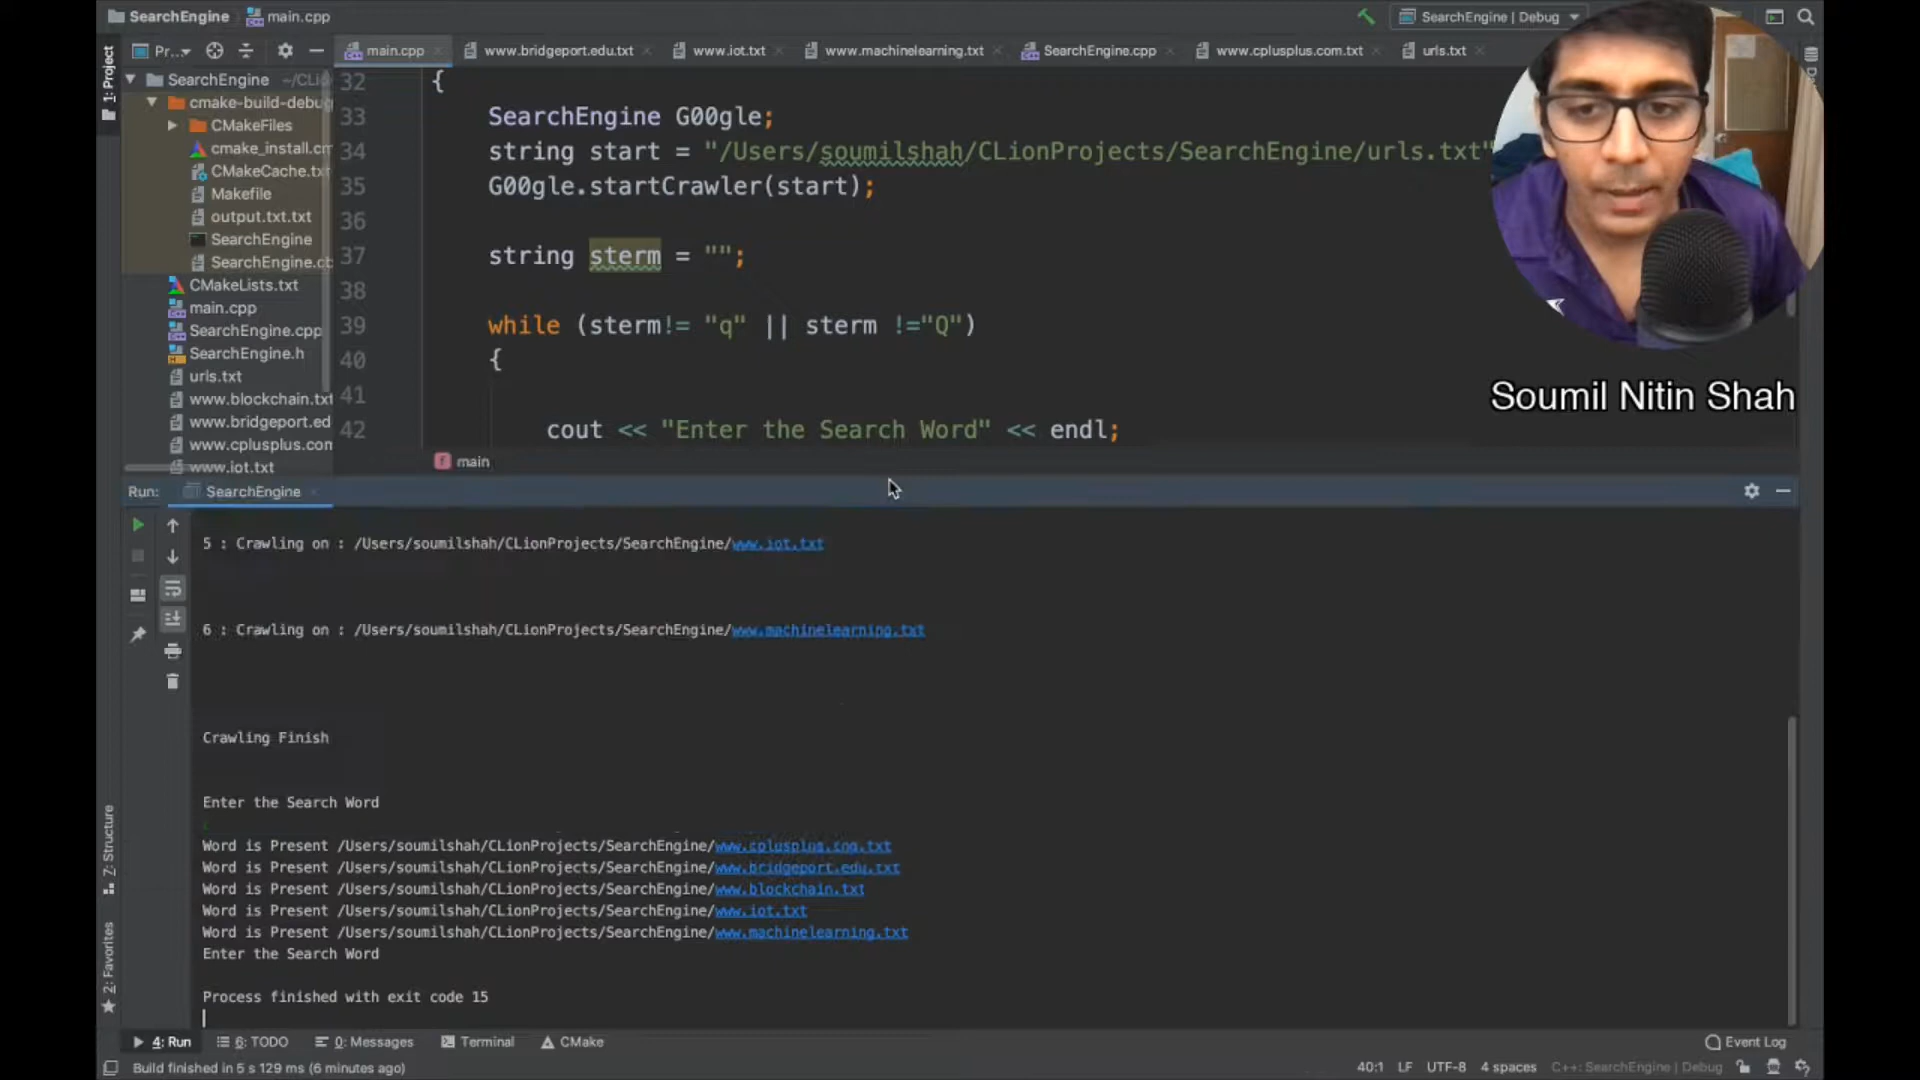 SearchEngine main.cpp
SearchEngine | Debug
1: Project
Pr...
main.cpp www.bridgeport.edu.txt www.iot.txt www.machinelearning.txt SearchEngine.cpp www.cplusplus.com.txt urls.txt
SearchEngine ~/CLi
cmake-build-debug
CMakeFiles
cmake_install.cm
CMakeCache.txt
Makefile
output.txt.txt
SearchEngine
SearchEngine.cb
CMakeLists.txt
main.cpp
SearchEngine.cpp
SearchEngine.h
urls.txt
www.blockchain.txt
www.bridgeport.ed
www.cplusplus.com
www.iot.txt
32 {
33 SearchEngine G00gle;
34 string start = "/Users/soumilshah/CLionProjects/SearchEngine/urls.txt"
35 G00gle.startCrawler(start);
36
37 string sterm = "";
38
39 while (sterm!= "q" || sterm !="Q")
40 {
41
42 cout << "Enter the Search Word" << endl;
main
Soumil Nitin Shah
Run: SearchEngine
5 : Crawling on : /Users/soumilshah/CLionProjects/SearchEngine/www.iot.txt
6 : Crawling on : /Users/soumilshah/CLionProjects/SearchEngine/www.machinelearning.txt
Crawling Finish
Enter the Search Word
Word is Present /Users/soumilshah/CLionProjects/SearchEngine/
Word is Present /Users/soumilshah/CLionProjects/SearchEngine/www.bridgeport.edu.txt
Word is Present /Users/soumilshah/CLionProjects/SearchEngine/www.blockchain.txt
Word is Present /Users/soumilshah/CLionProjects/SearchEngine/www.iot.txt
Word is Present /Users/soumilshah/CLionProjects/SearchEngine/www.machinelearning.txt
Enter the Search Word
Process finished with exit code 15
Z: Structure
2: Favorites
4: Run 6: TODO 0: Messages Terminal CMake Event Log
Build finished in 5 s 129 ms (6 minutes ago) 40:1 LF UTF-8 4 spaces C++: SearchEngine | Debug